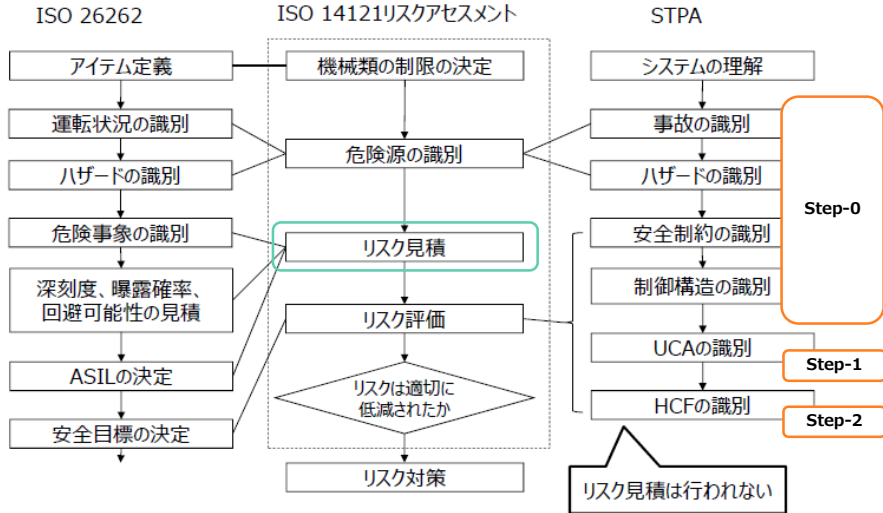 ISO 26262
ISO 14121リスクアセスメント
STPA
アイテム定義
運転状況の識別
ハザードの識別
危険事象の識別
深刻度、曝露確率、
回避可能性の見積
ASILの決定
安全目標の決定
機械類の制限の決定
危険源の識別
リスク見積
リスク評価
リスクは適切に
低減されたか
リスク対策
システムの理解
事故の識別
ハザードの識別
安全制約の識別
制御構造の識別
UCAの識別
HCFの識別
Step-0
Step-1
Step-2
リスク見積は行われない